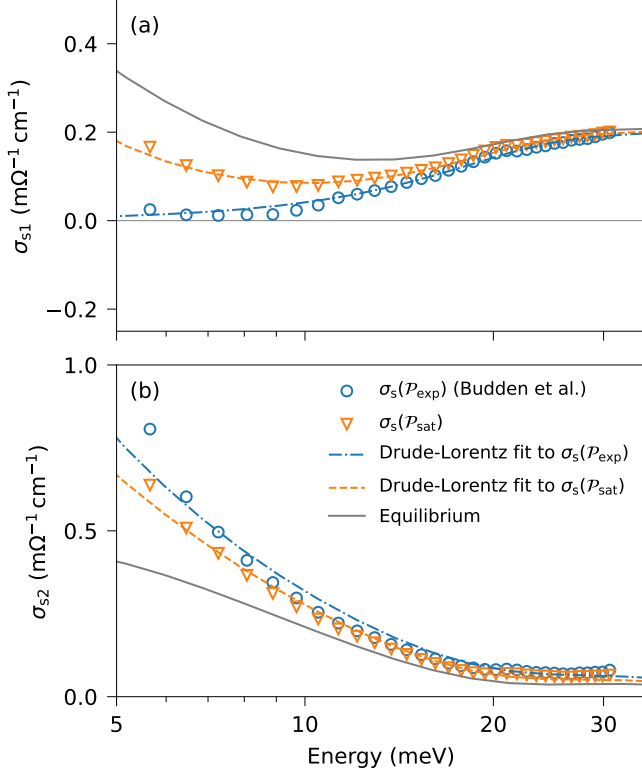 (a)
0.4
0.2
0.0
−0.2
σs1 (mΩ−1 cm−1)
(b)
1.0
0.5
0.0
σs2 (mΩ−1 cm−1)
σs(𝒫exp) (Budden et al.)
σs(𝒫sat)
Drude-Lorentz fit to σs(𝒫exp)
Drude-Lorentz fit to σs(𝒫sat)
Equilibrium
5 10 20 30
Energy (meV)